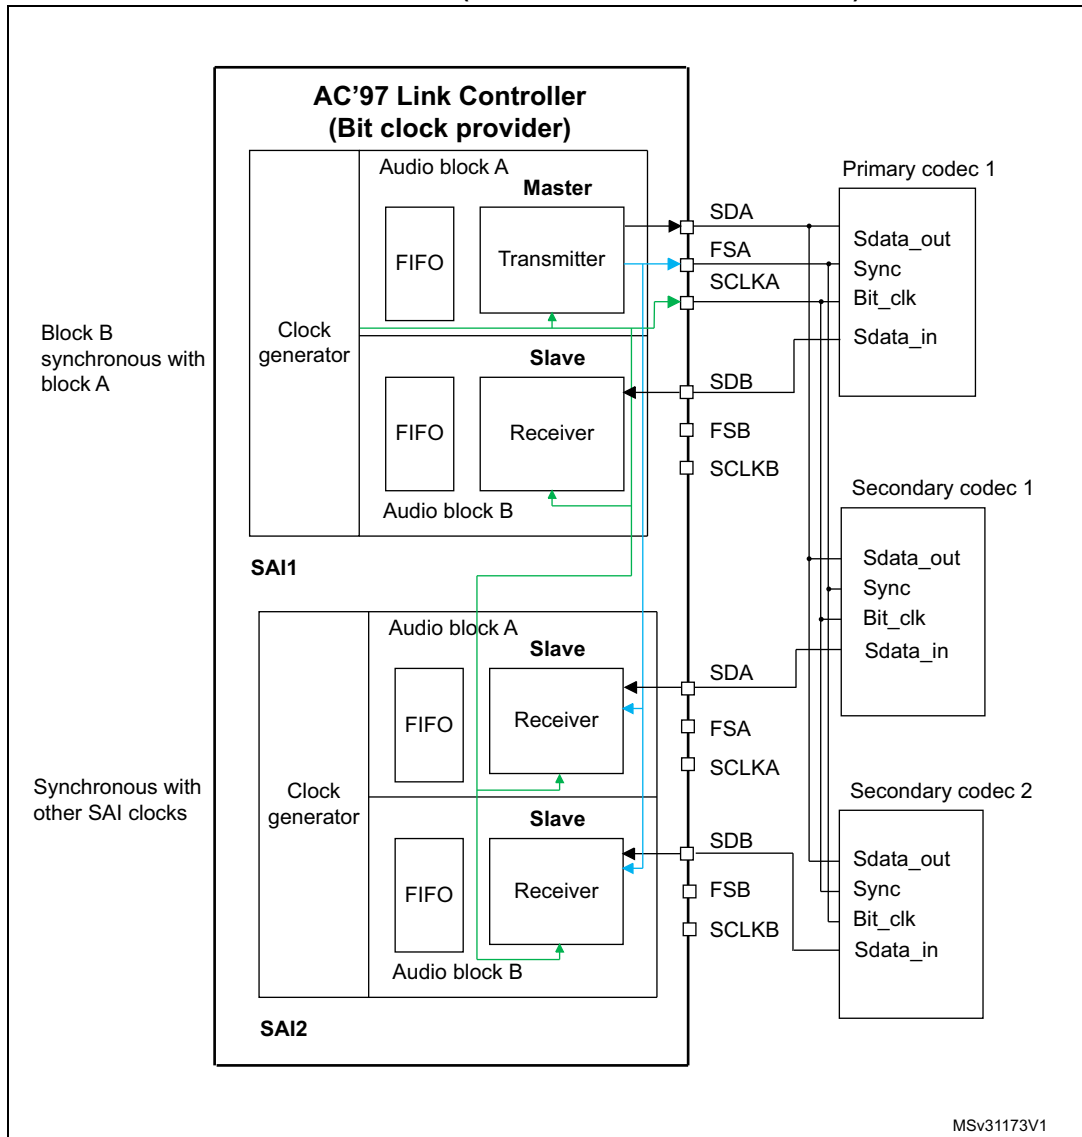 AC'97 Link Controller
(Bit clock provider)
Audio block A
Master
FIFO
Transmitter
Clock
generator
Slave
FIFO
Receiver
Audio block B
SAI1
Block B
synchronous with
block A
SDA
FSA
SCLKA
SDB
FSB
SCLKB
Primary codec 1
Sdata_out
Sync
Bit_clk
Sdata_in
Secondary codec 1
Sdata_out
Sync
Bit_clk
Sdata_in
Audio block A
Slave
FIFO
Receiver
Clock
generator
Slave
FIFO
Receiver
Audio block B
SAI2
Synchronous with
other SAI clocks
SDA
FSA
SCLKA
SDB
FSB
SCLKB
Secondary codec 2
Sdata_out
Sync
Bit_clk
Sdata_in
MSv31173V1